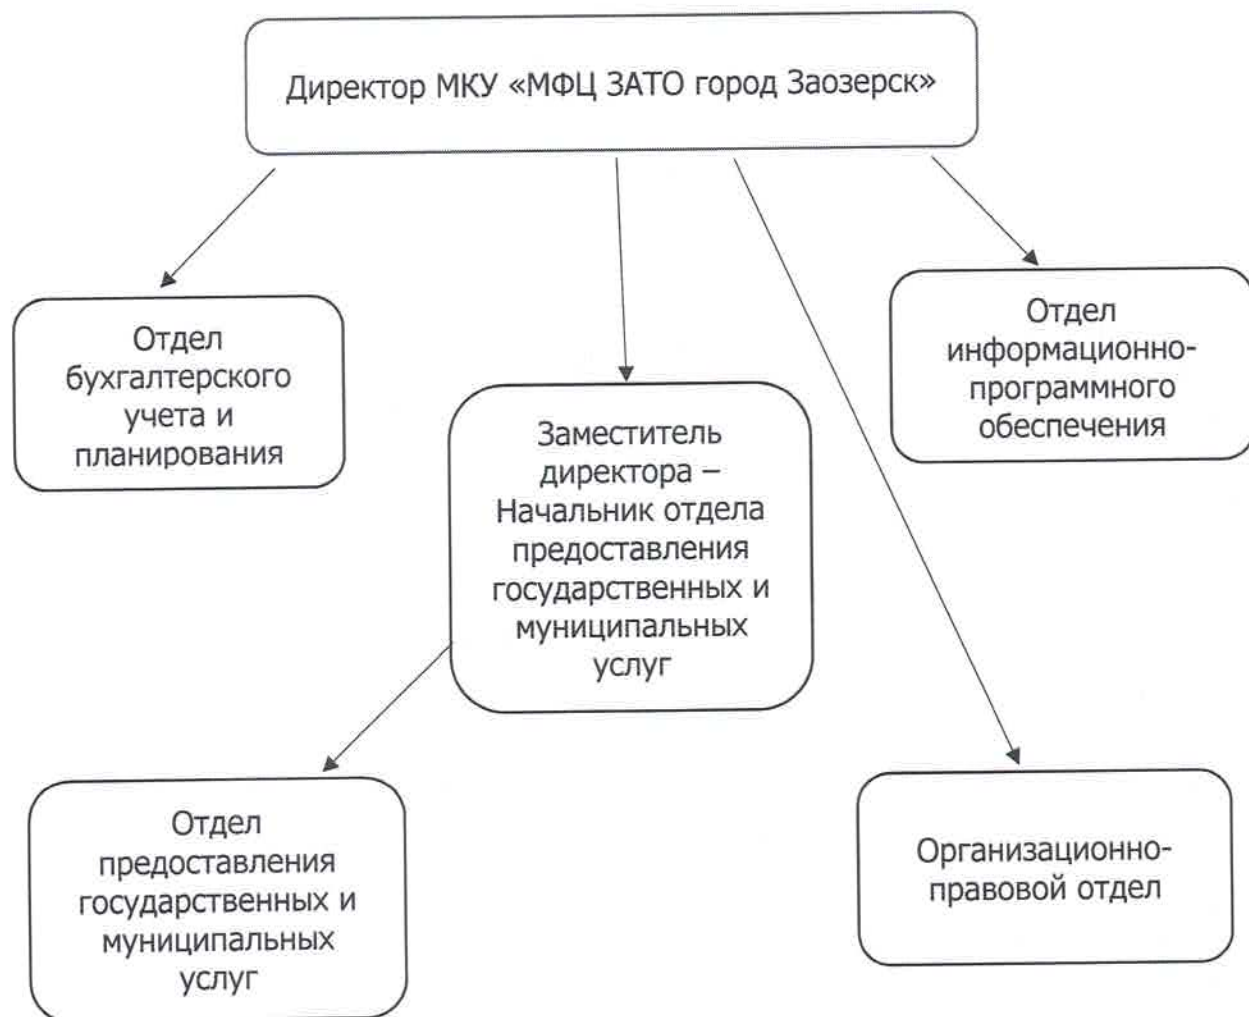 Директор МКУ «МФЦ ЗАТО город Заозерск»
Отдел
бухгалтерского
учета и
планирования
Заместитель
директора –
Начальник отдела
предоставления
государственных и
муниципальных
услуг
Отдел
информационно-
программного
обеспечения
Отдел
предоставления
государственных и
муниципальных
услуг
Организационно-
правовой отдел